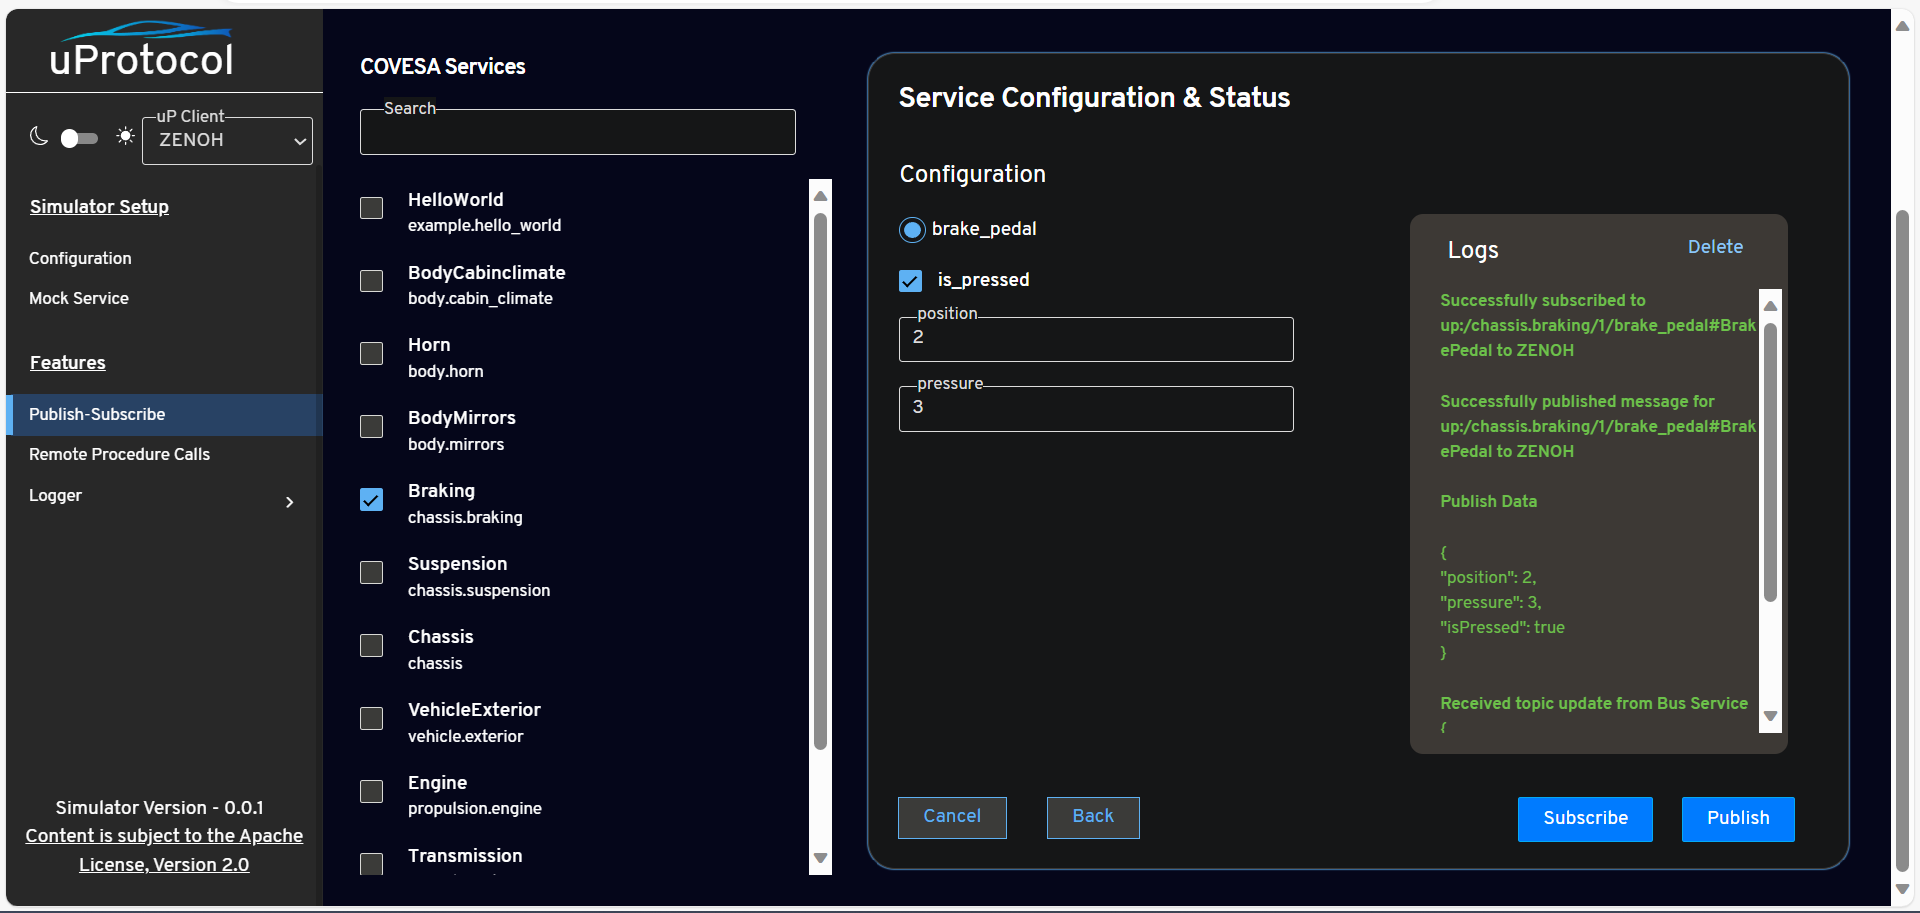 uProtocol
uP Client
ZENOH
Simulator Setup
Configuration
Mock Service
Features
Publish-Subscribe
Remote Procedure Calls
Logger
Simulator Version - 0.0.1
Content is subject to the Apache
License, Version 2.0
COVESA Services
Search
HelloWorld
example.hello_world
BodyCabinclimate
body.cabin_climate
Horn
body.horn
BodyMirrors
body.mirrors
Braking
chassis.braking
Suspension
chassis.suspension
Chassis
chassis
VehicleExterior
vehicle.exterior
Engine
propulsion.engine
Transmission
Service Configuration & Status
Configuration
brake_pedal
is_pressed
position
2
pressure
3
Logs
Delete
Successfully subscribed to
up:/chassis.braking/1/brake_pedal#Brak
ePedal to ZENOH
Successfully published message for
up:/chassis.braking/1/brake_pedal#Brak
ePedal to ZENOH
Publish Data
{
"position": 2,
"pressure": 3,
"isPressed": true
}
Received topic update from Bus Service
{
Cancel
Back
Subscribe
Publish